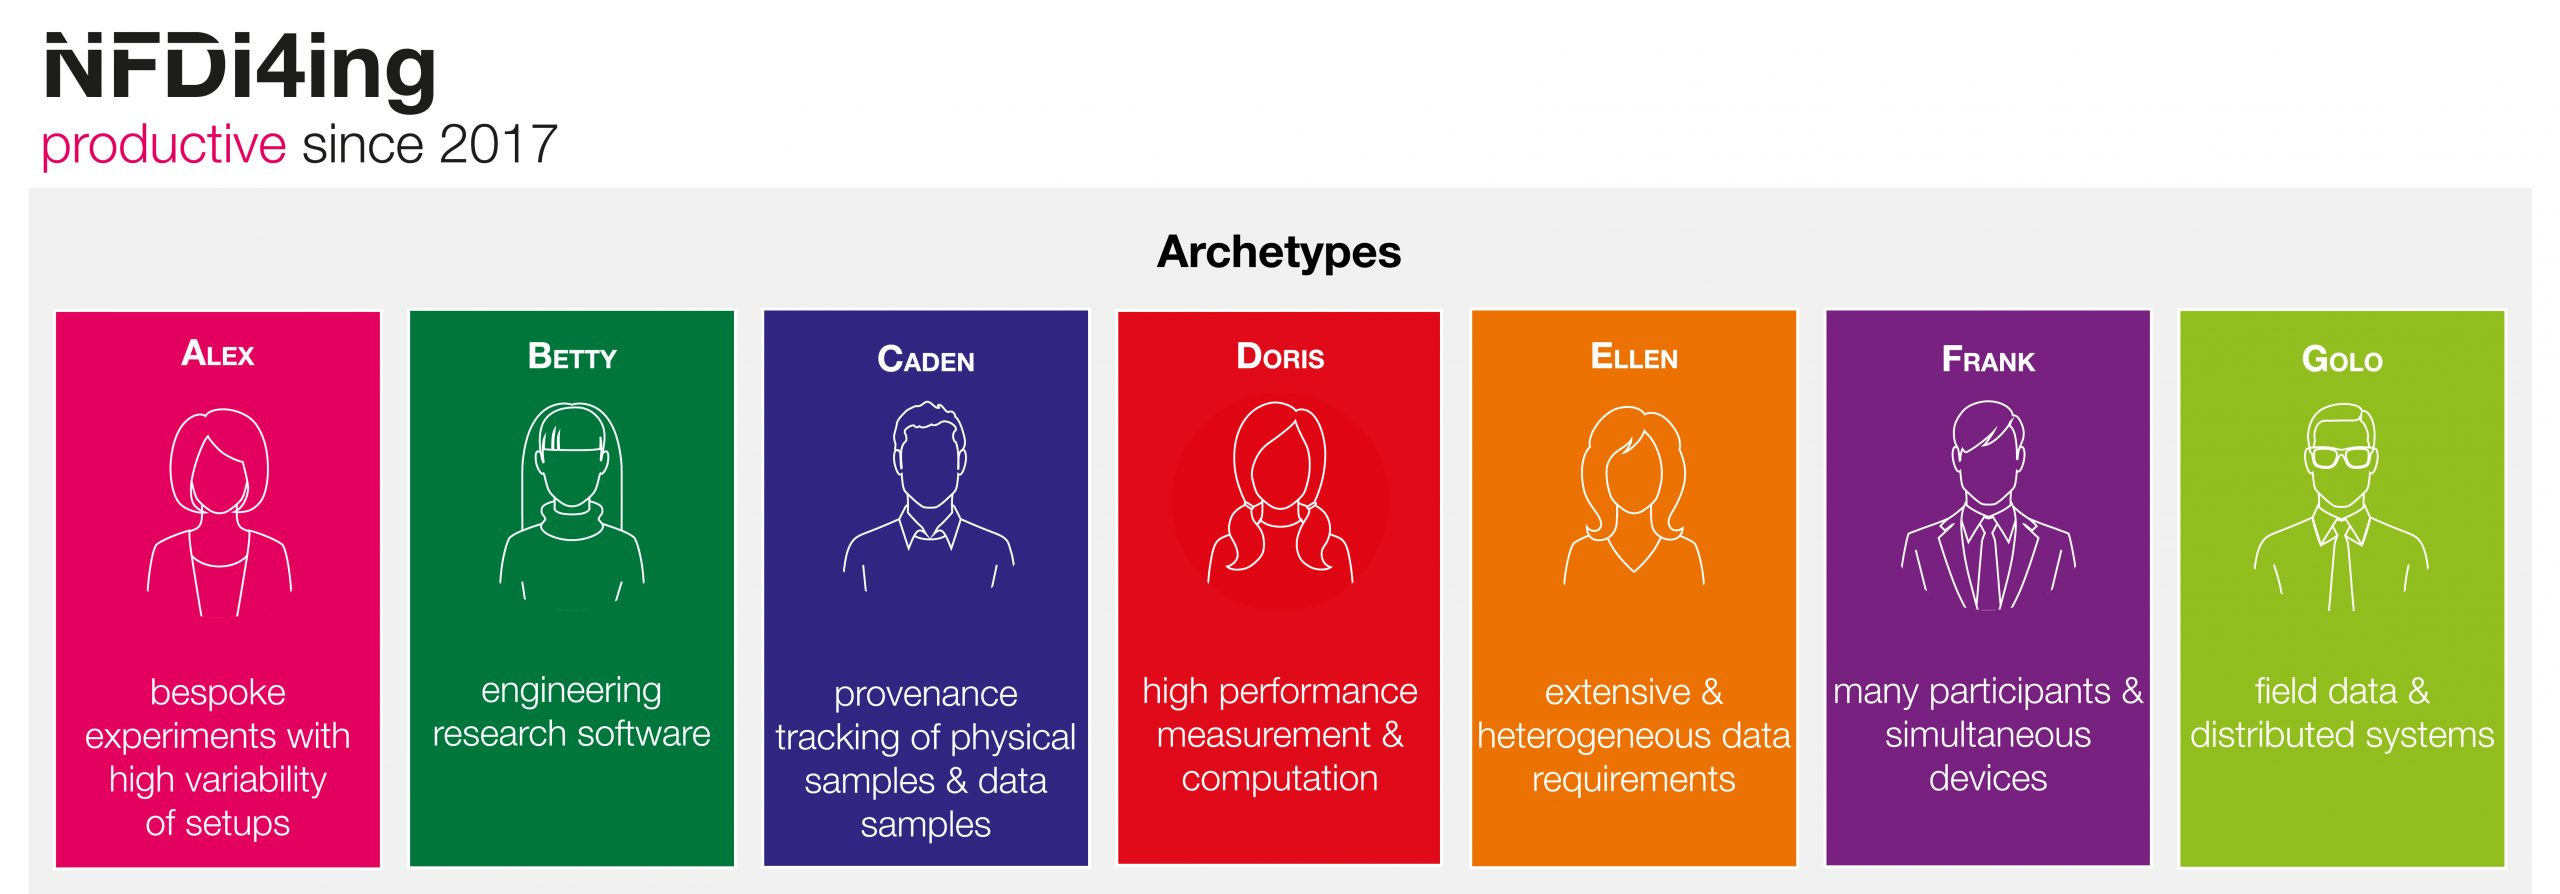 NFDi4ing
productive since 2017
Archetypes
ALEX
bespoke
experiments with
high variability
of setups
BETTY
engineering
research software
CADEN
provenance
tracking of physical
samples & data
samples
DORIS
high performance
measurement &
computation
ELLEN
extensive &
heterogeneous data
requirements
FRANK
many participants &
simultaneous
devices
GOLO
field data &
distributed systems